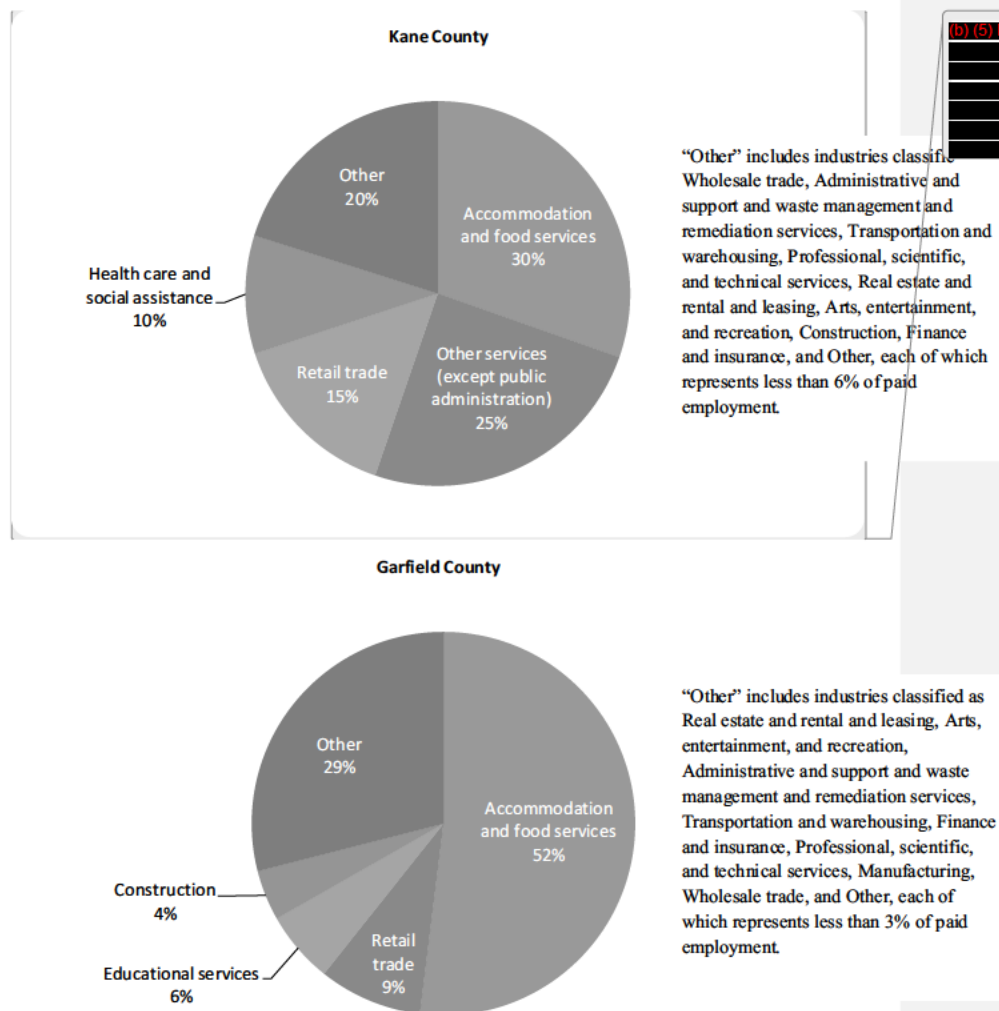 Kane County
(b) (5)
Other
20%
Accommodation
and food services
30%
Health care and
social assistance
10%
Retail trade
15%
Other services
(except public
administration)
25%
“Other” includes industries
Wholesale trade, Administrative and
support and waste management and
remediation services, Transportation and
warehousing, Professional, scientific,
and technical services, Real estate and
rental and leasing, Arts, entertainment,
and recreation, Construction, Finance
and insurance, and Other, each of which
represents less than 6% of paid
employment.
Garfield County
Other
29%
Accommodation
and food services
52%
Construction
4%
Educational services
6%
Retail
trade
9%
“Other” includes industries classified as
Real estate and rental and leasing, Arts,
entertainment, and recreation,
Administrative and support and waste
management and remediation services,
Transportation and warehousing, Finance
and insurance, Professional, scientific,
and technical services, Manufacturing,
Wholesale trade, and Other, each of
which represents less than 3% of paid
employment.